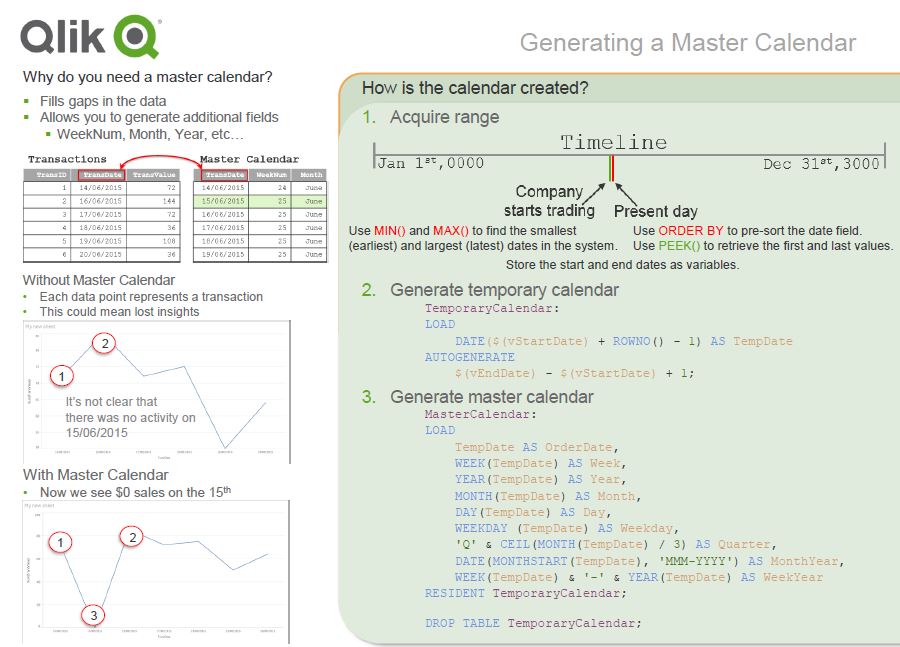 Qlik
Generating a Master Calendar
Why do you need a master calendar?
Fills gaps in the data
Allows you to generate additional fields
WeekNum, Month, Year, etc…
Transactions
TransID TransDate TransValue
1 14/06/2015 72
2 16/06/2015 144
3 17/06/2015 72
4 18/06/2015 36
5 19/06/2015 108
6 20/06/2015 36
Master Calendar
TransDate WeekNum Month
14/06/2015 24 June
15/06/2015 25 June
16/06/2015 25 June
17/06/2015 25 June
18/06/2015 25 June
19/06/2015 25 June
Without Master Calendar
Each data point represents a transaction
This could mean lost insights
My new sheet
1
2
It's not clear that
there was no activity on
15/06/2015
With Master Calendar
Now we see $0 sales on the 15th
My new sheet
1
2
3
How is the calendar created?
1. Acquire range
Timeline
Jan 1st,0000
Dec 31st,3000
Company
starts trading
Present day
Use MIN() and MAX() to find the smallest
(earliest) and largest (latest) dates in the system.
Use ORDER BY to pre-sort the date field.
Use PEEK() to retrieve the first and last values.
Store the start and end dates as variables.
2. Generate temporary calendar
TemporaryCalendar:
LOAD
DATE($(vStartDate) + ROWNO() - 1) AS TempDate
AUTOGENERATE
$(vEndDate) - $(vStartDate) + 1;
3. Generate master calendar
MasterCalendar:
LOAD
TempDate AS OrderDate,
WEEK(TempDate) AS Week,
YEAR(TempDate) AS Year,
MONTH(TempDate) AS Month,
DAY(TempDate) AS Day,
WEEKDAY (TempDate) AS Weekday,
'Q' & CEIL(MONTH(TempDate) / 3) AS Quarter,
DATE(MONTHSTART(TempDate), 'MMM-YYYY') AS MonthYear,
WEEK(TempDate) & '-' & YEAR(TempDate) AS WeekYear
RESIDENT TemporaryCalendar;
DROP TABLE TemporaryCalendar;